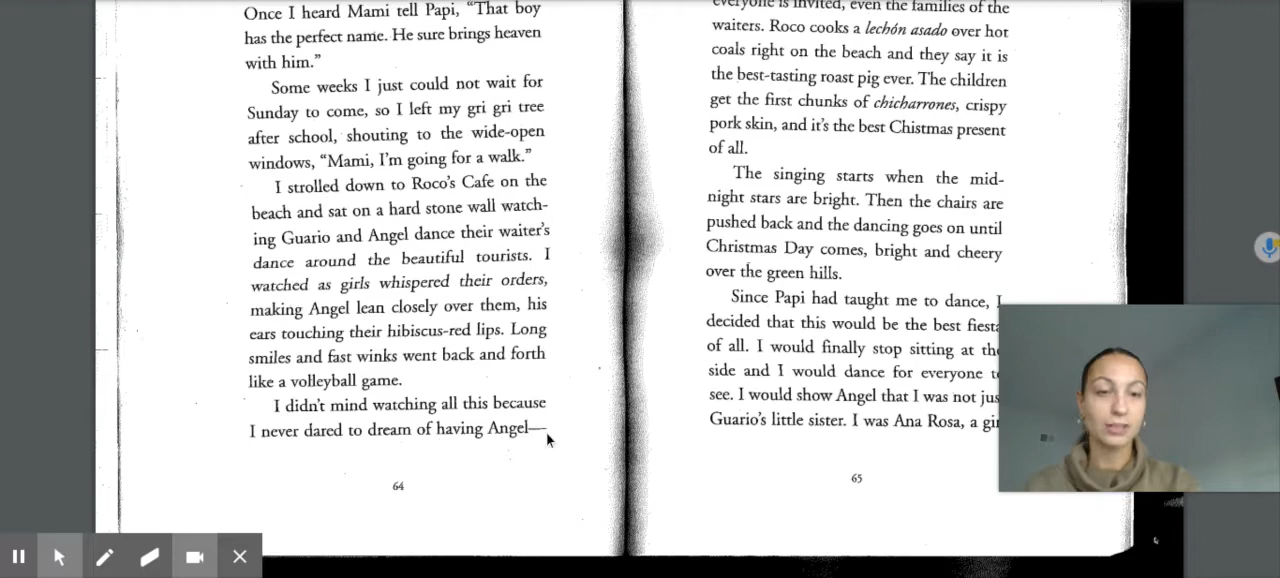 Once I heard Mami tell Papi, “That boy
has the perfect name. He sure brings heaven
with him.”
Some weeks I just could not wait for
Sunday to come, so I left my gri gri tree
after school, shouting to the wide-open
windows, “Mami, I’m going for a walk.”
I strolled down to Roco’s Cafe on the
beach and sat on a hard stone wall watch-
ing Guario and Angel dance their waiter’s
dance around the beautiful tourists. I
watched as girls whispered their orders,
making Angel lean closely over them, his
ears touching their hibiscus-red lips. Long
smiles and fast winks went back and forth
like a volleyball game.
I didn’t mind watching all this because
I never dared to dream of having Angel—
64
everyone is invited, even the families of the
waiters. Roco cooks a lechón asado over hot
coals right on the beach and they say it is
the best-tasting roast pig ever. The children
get the first chunks of chicharrones, crispy
pork skin, and it’s the best Chistmas present
of all.
The singing starts when the mid-
night stars are bright. Then the chairs are
pushed back and the dancing goes on until
Christmas Day comes, bright and cheery
over the green hills.
Since Papi had taught me to dance, I
decided that this would be the best
of all. I would finally stop sitting at
side and I would dance for everyone
see. I would show Angel that I was not
Guario’s little sister. I was Ana Rosa, a
65